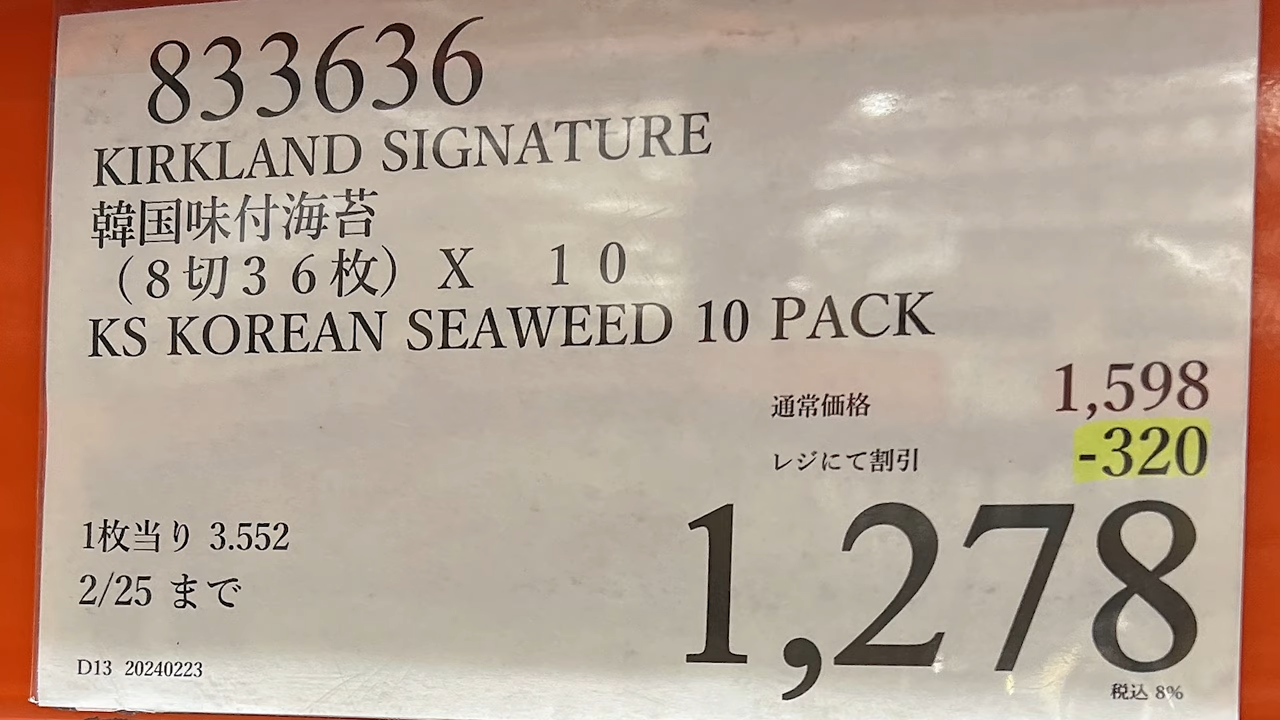 833636
KIRKLAND SIGNATURE
韓国味付海苔
（８切３６枚）Ｘ　１０
KS KOREAN SEAWEED 10 PACK
通常価格 1,598
レジにて割引 -320
1枚当り 3.552
1,278
2/25 まで
D13 20240223
税込 8%